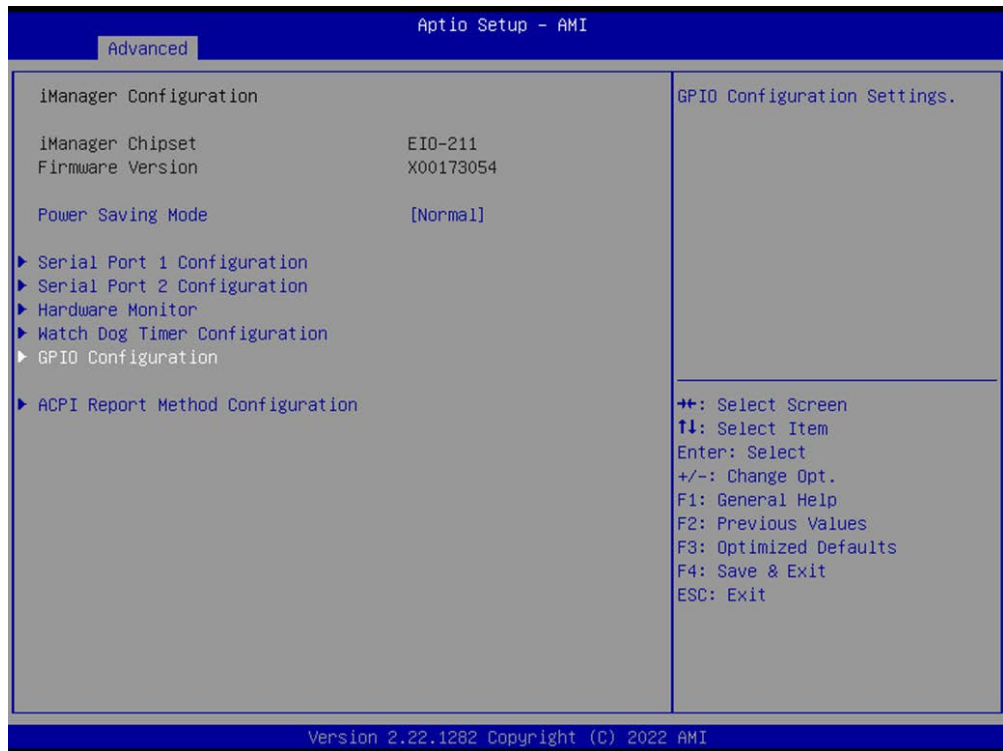 Aptio Setup – AMI
Advanced
iManager Configuration
iManager Chipset EIO-211
Firmware Version X00173054
Power Saving Mode [Normal]
▶ Serial Port 1 Configuration
▶ Serial Port 2 Configuration
▶ Hardware Monitor
▶ Watch Dog Timer Configuration
▶ GPIO Configuration
▶ ACPI Report Method Configuration
GPIO Configuration Settings.
→←: Select Screen
↑↓: Select Item
Enter: Select
+/-: Change Opt.
F1: General Help
F2: Previous Values
F3: Optimized Defaults
F4: Save & Exit
ESC: Exit
Version 2.22.1282 Copyright (C) 2022 AMI